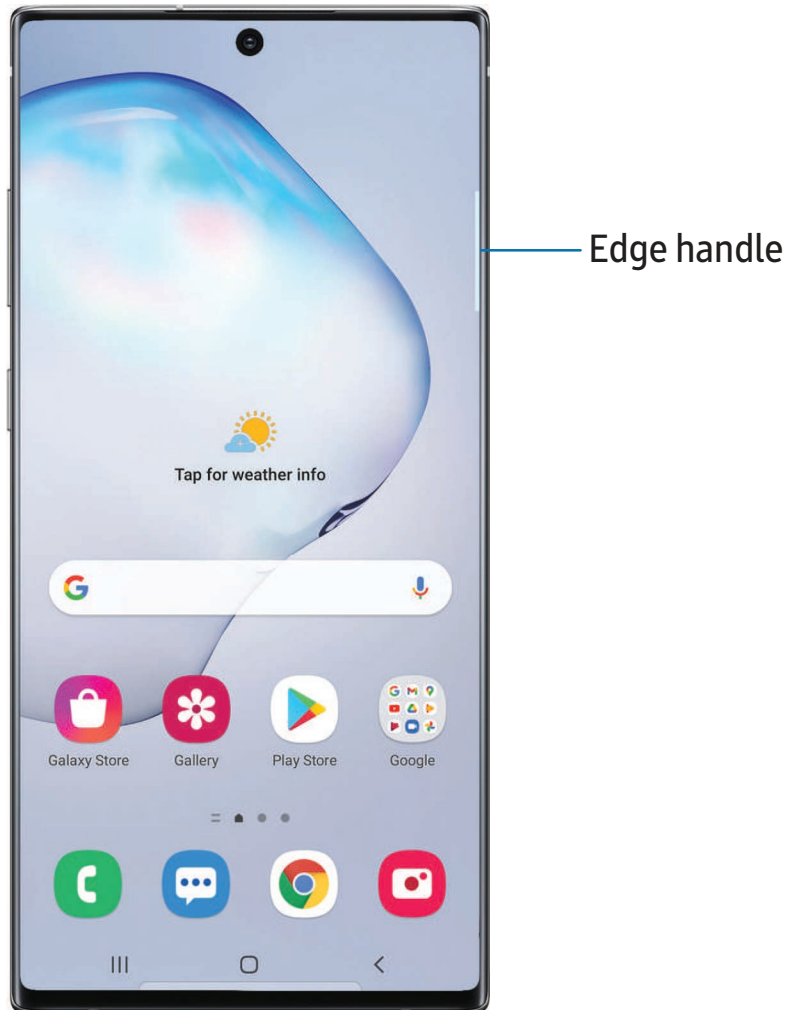 Edge handle
Tap for weather info
Galaxy Store
Gallery
Play Store
Google